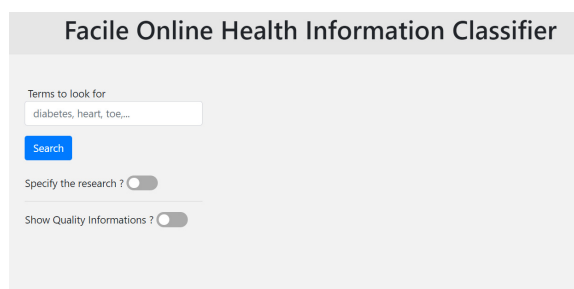 Facile Online Health Information Classifier
Terms to look for
diabetes, heart, toe,...
Search
Specify the research ?
Show Quality Informations ?